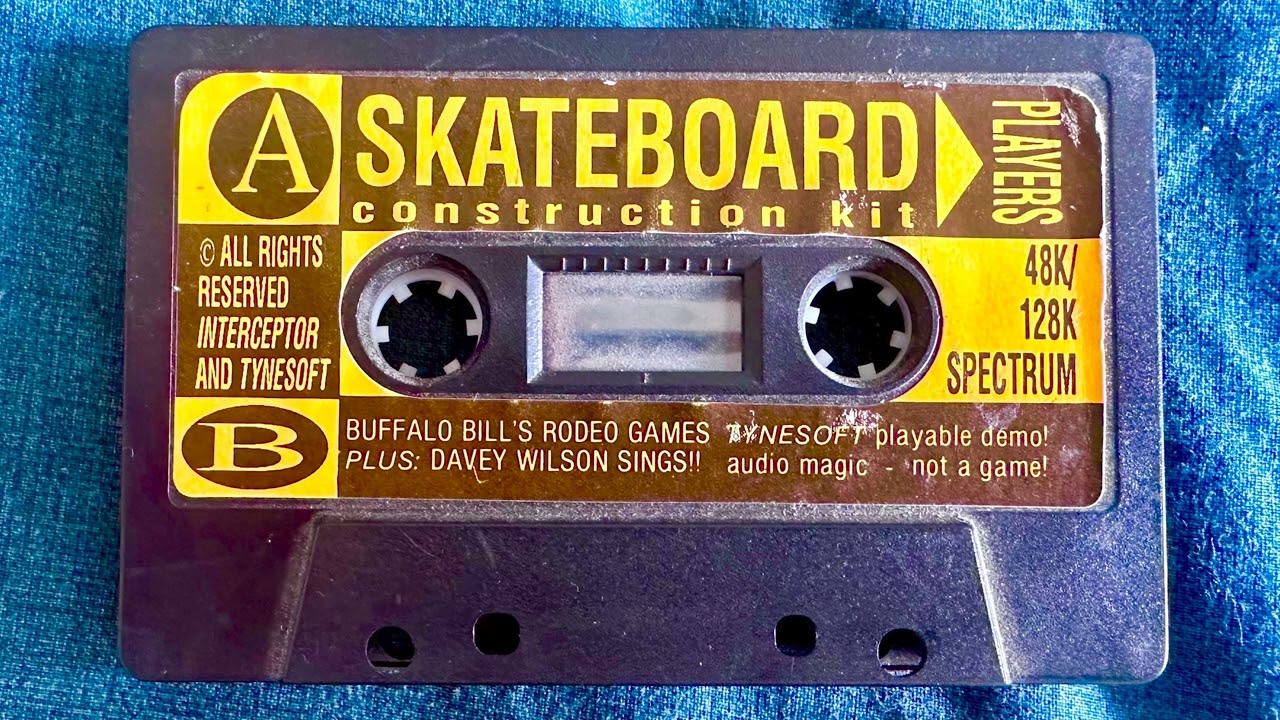 A
SKATEBOARD
construction kit
PLAYERS
© ALL RIGHTS
RESERVED
INTERCEPTOR
AND TYNESOFT
48K/
128K
SPECTRUM
B
BUFFALO BILL'S RODEO GAMES TYNESOFT playable demo!
PLUS: DAVEY WILSON SINGS!! audio magic - not a game!